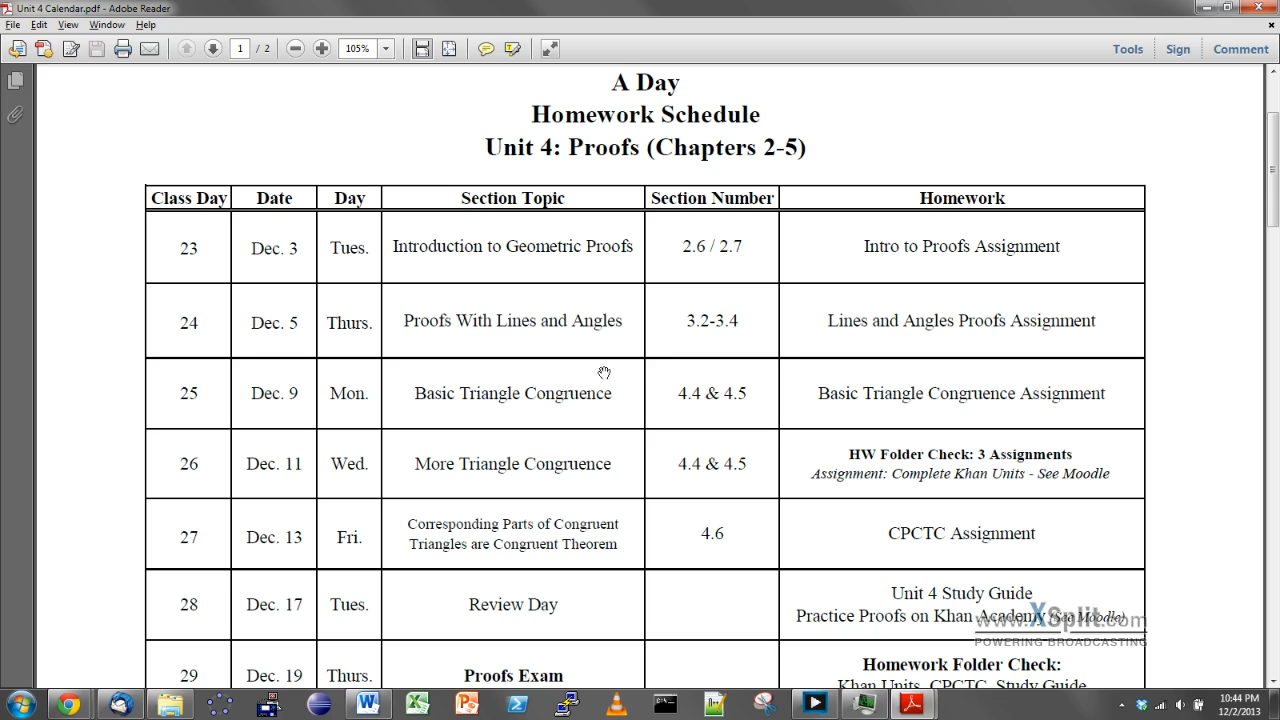 Unit 4 Calendar.pdf - Adobe Reader
File Edit View Window Help
1 / 2 105% Tools Sign Comment
A Day
Homework Schedule
Unit 4: Proofs (Chapters 2-5)
Class Day Date Day Section Topic Section Number Homework
23 Dec. 3 Tues. Introduction to Geometric Proofs 2.6 / 2.7 Intro to Proofs Assignment
24 Dec. 5 Thurs. Proofs With Lines and Angles 3.2-3.4 Lines and Angles Proofs Assignment
25 Dec. 9 Mon. Basic Triangle Congruence 4.4 & 4.5 Basic Triangle Congruence Assignment
26 Dec. 11 Wed. More Triangle Congruence 4.4 & 4.5 HW Folder Check: 3 Assignments
Assignment: Complete Khan Units - See Moodle
27 Dec. 13 Fri. Corresponding Parts of Congruent
Triangles are Congruent Theorem 4.6 CPCTC Assignment
28 Dec. 17 Tues. Review Day Unit 4 Study Guide
Practice Proofs on Khan Academy (See Moodle)
www.XSplit.com
POWERING BROADCASTING
29 Dec. 19 Thurs. Proofs Exam Homework Folder Check:
Khan Units, CPCTC, Study Guide
10:44 PM
12/2/2013